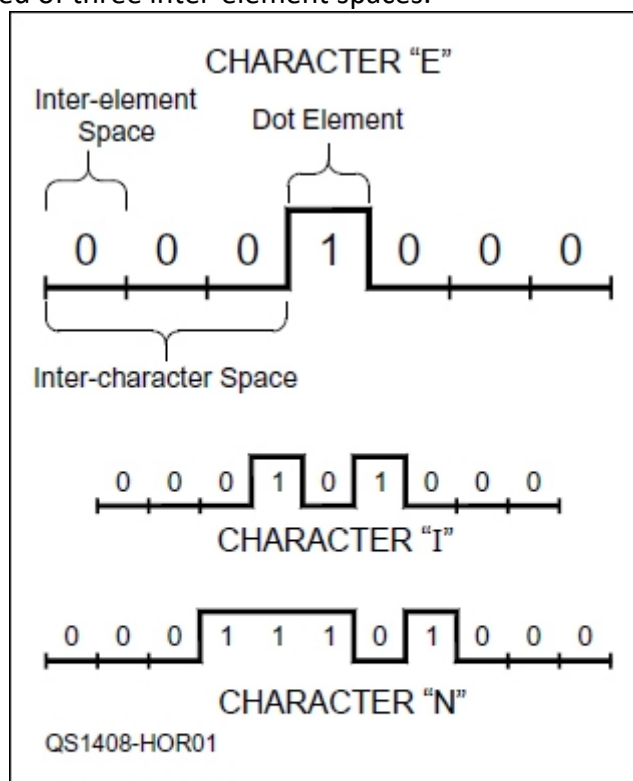 ed of three inter-element spaces.
CHARACTER “E”
Inter-element
Space
Dot Element
0 0 0 1 0 0 0
Inter-character Space
0 0 0 1 0 1 0 0 0
CHARACTER “I”
0 0 0 1 1 1 0 1 0 0 0
CHARACTER “N”
QS1408-HOR01